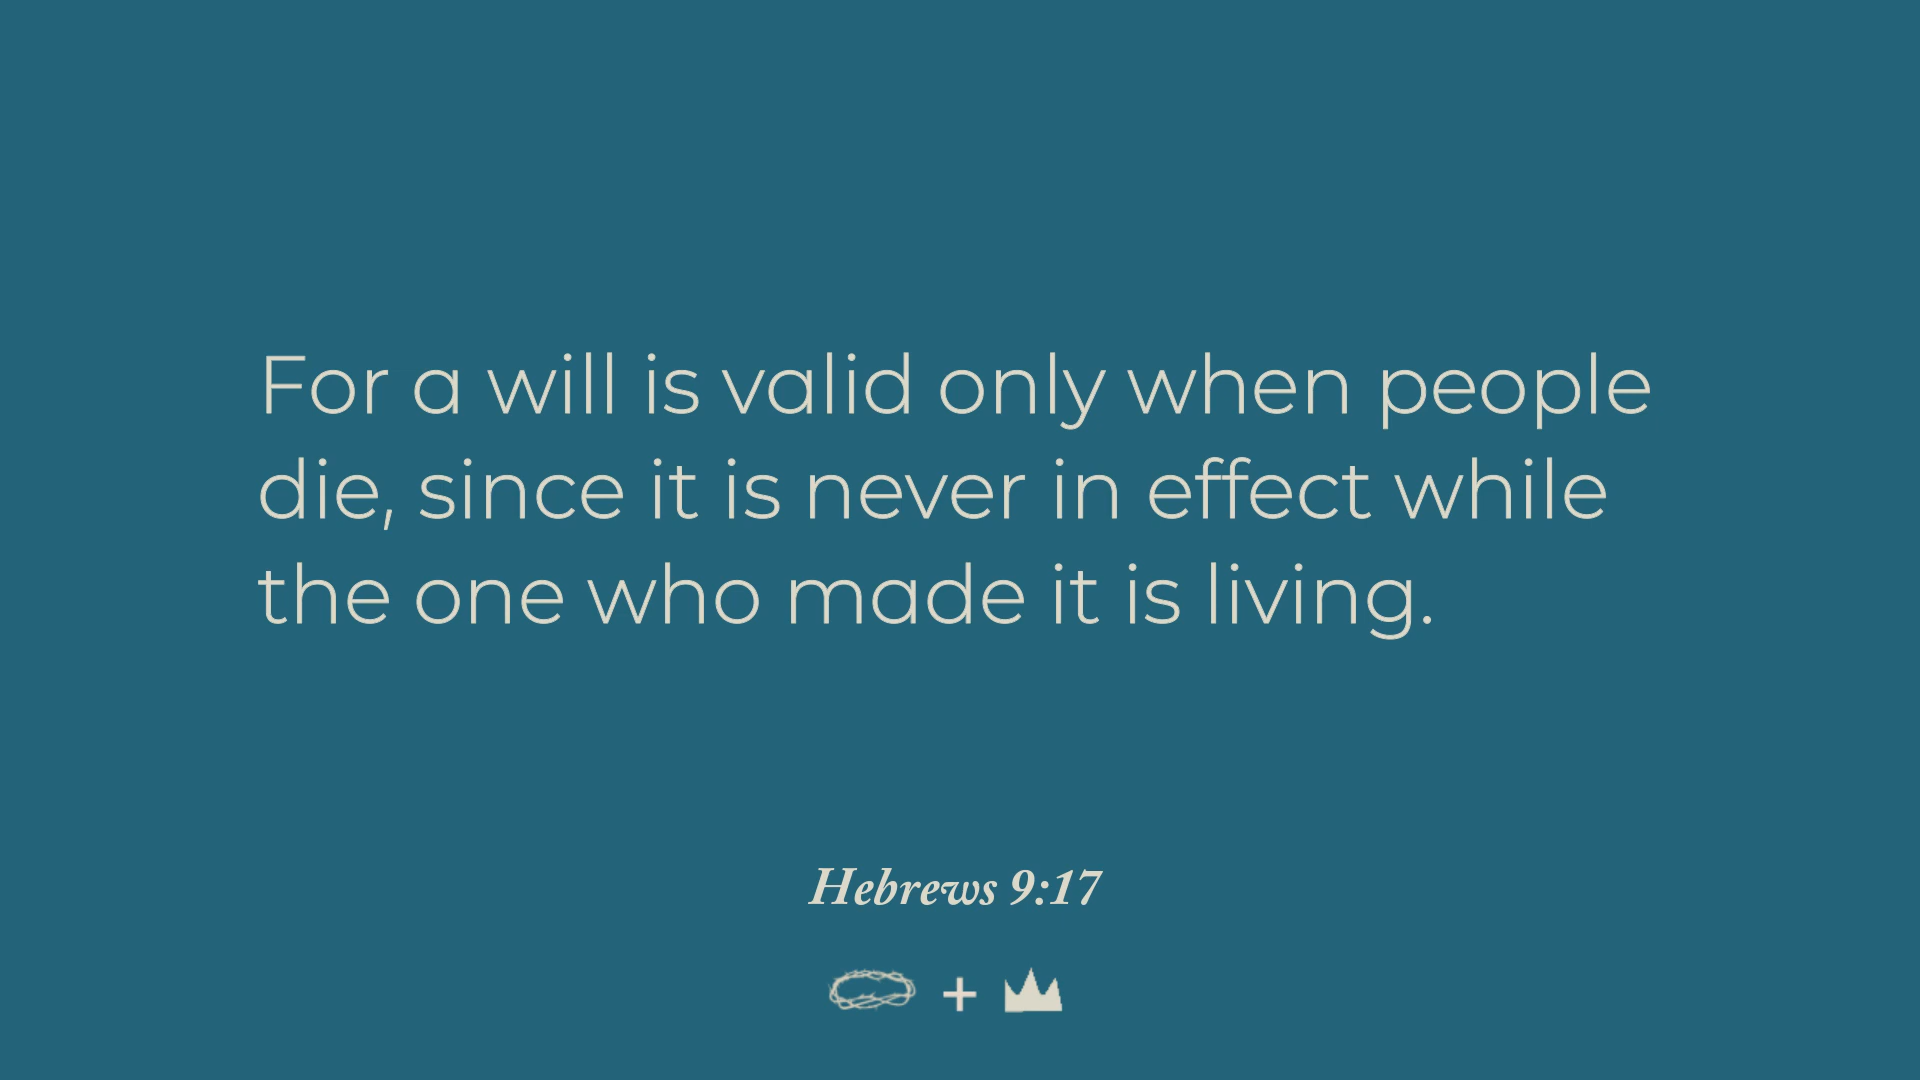 For a will is valid only when people
die, since it is never in effect while
the one who made it is living.
Hebrews 9:17
+